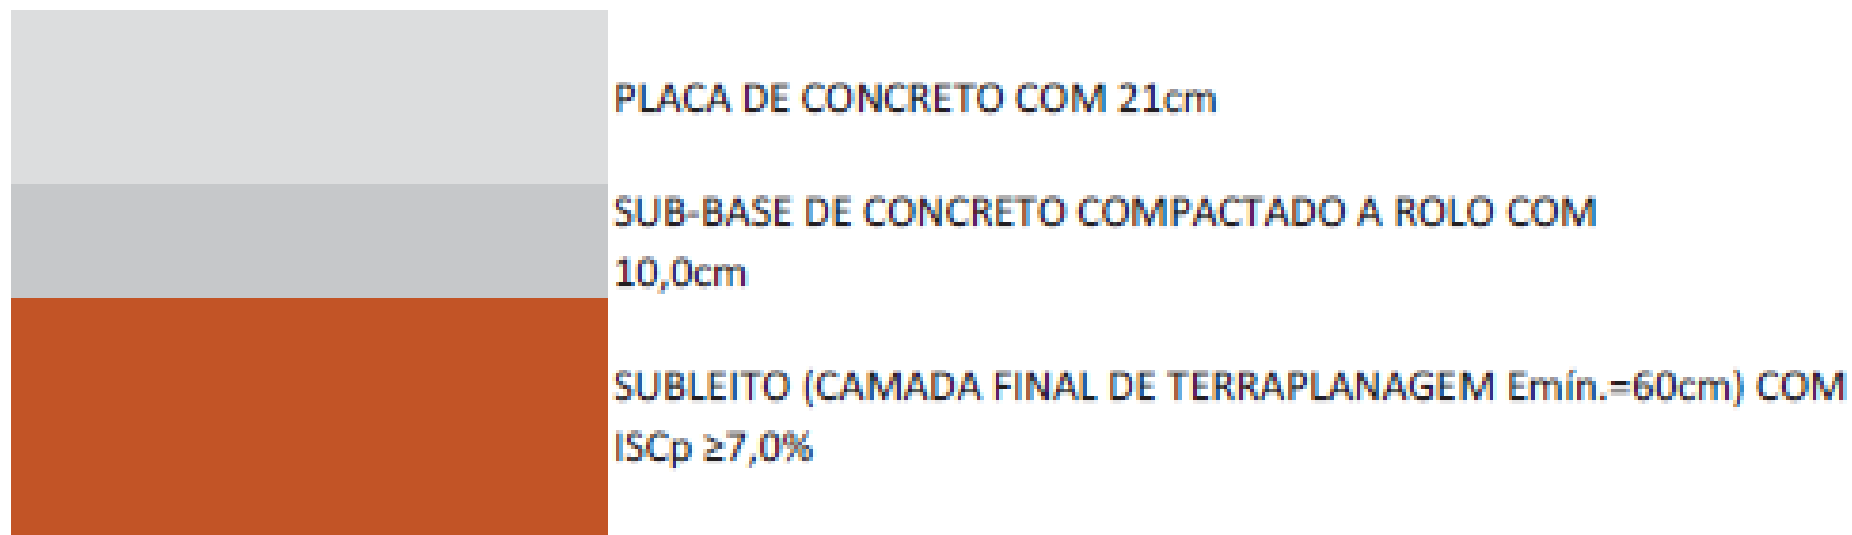 PLACA DE CONCRETO COM 21cm
SUB-BASE DE CONCRETO COMPACTADO A ROLO COM
10,0cm
SUBLEITO (CAMADA FINAL DE TERRAPLANAGEM Emín.=60cm) COM
ISCp ≥7,0%